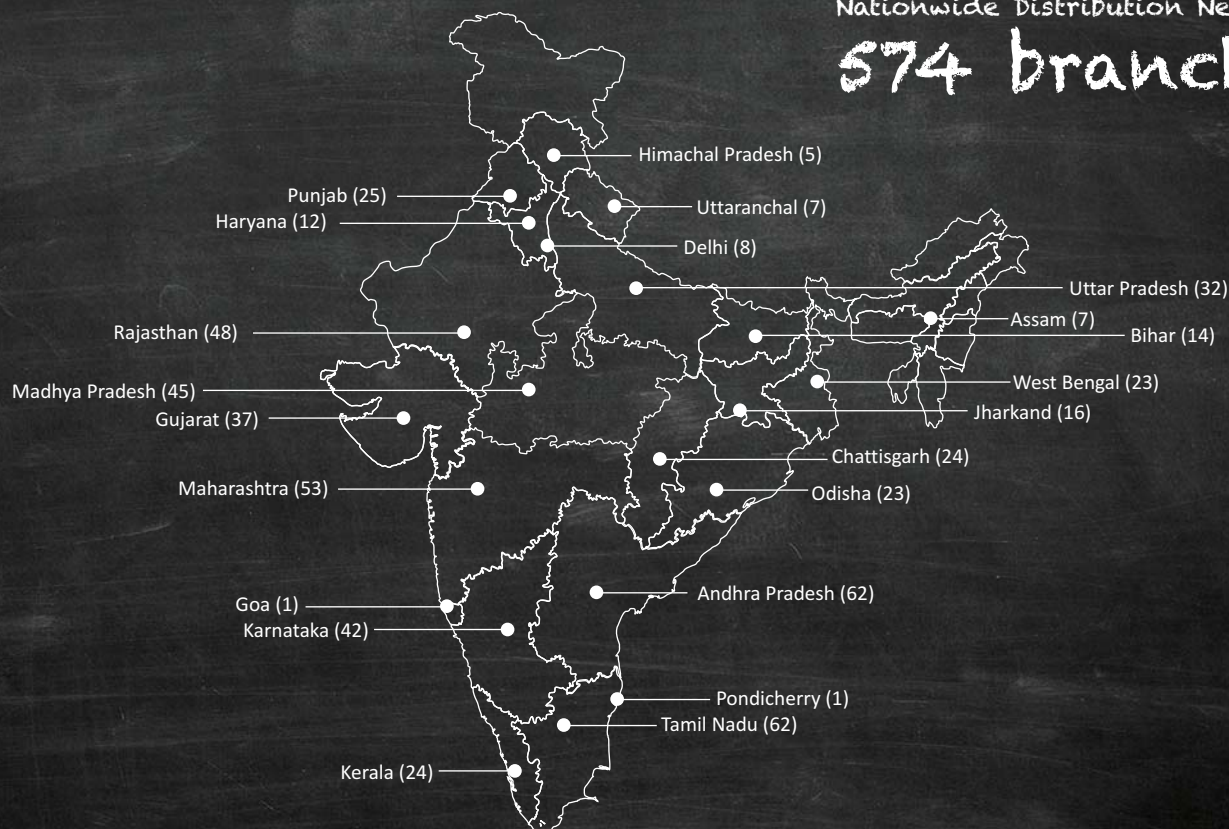 Nationwide Distribution Ne
574 branch
Himachal Pradesh (5)
Punjab (25)
Uttaranchal (7)
Haryana (12)
Delhi (8)
Uttar Pradesh (32)
Assam (7)
Rajasthan (48)
Bihar (14)
West Bengal (23)
Madhya Pradesh (45)
Jharkand (16)
Gujarat (37)
Chattisgarh (24)
Maharashtra (53)
Odisha (23)
Andhra Pradesh (62)
Goa (1)
Karnataka (42)
Pondicherry (1)
Tamil Nadu (62)
Kerala (24)